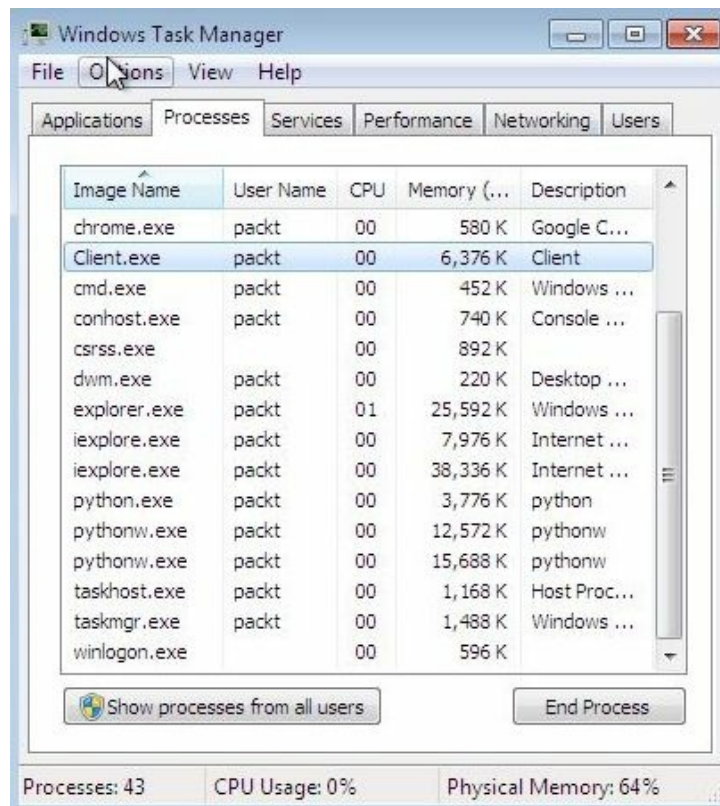 Windows Task Manager
File Options View Help
Applications Processes Services Performance Networking Users
Image Name User Name CPU Memory (... Description
chrome.exe packt 00 580 K Google C...
Client.exe packt 00 6,376 K Client
cmd.exe packt 00 452 K Windows ...
conhost.exe packt 00 740 K Console ...
csrss.exe 00 892 K
dwm.exe packt 00 220 K Desktop ...
explorer.exe packt 01 25,592 K Windows ...
iexplore.exe packt 00 7,976 K Internet ...
iexplore.exe packt 00 38,336 K Internet ...
python.exe packt 00 3,776 K python
pythonw.exe packt 00 12,572 K pythonw
pythonw.exe packt 00 15,688 K pythonw
taskhost.exe packt 00 1,168 K Host Proc...
taskmgr.exe packt 00 1,488 K Windows ...
winlogon.exe 00 596 K
Show processes from all users End Process
Processes: 43 CPU Usage: 0% Physical Memory: 64%